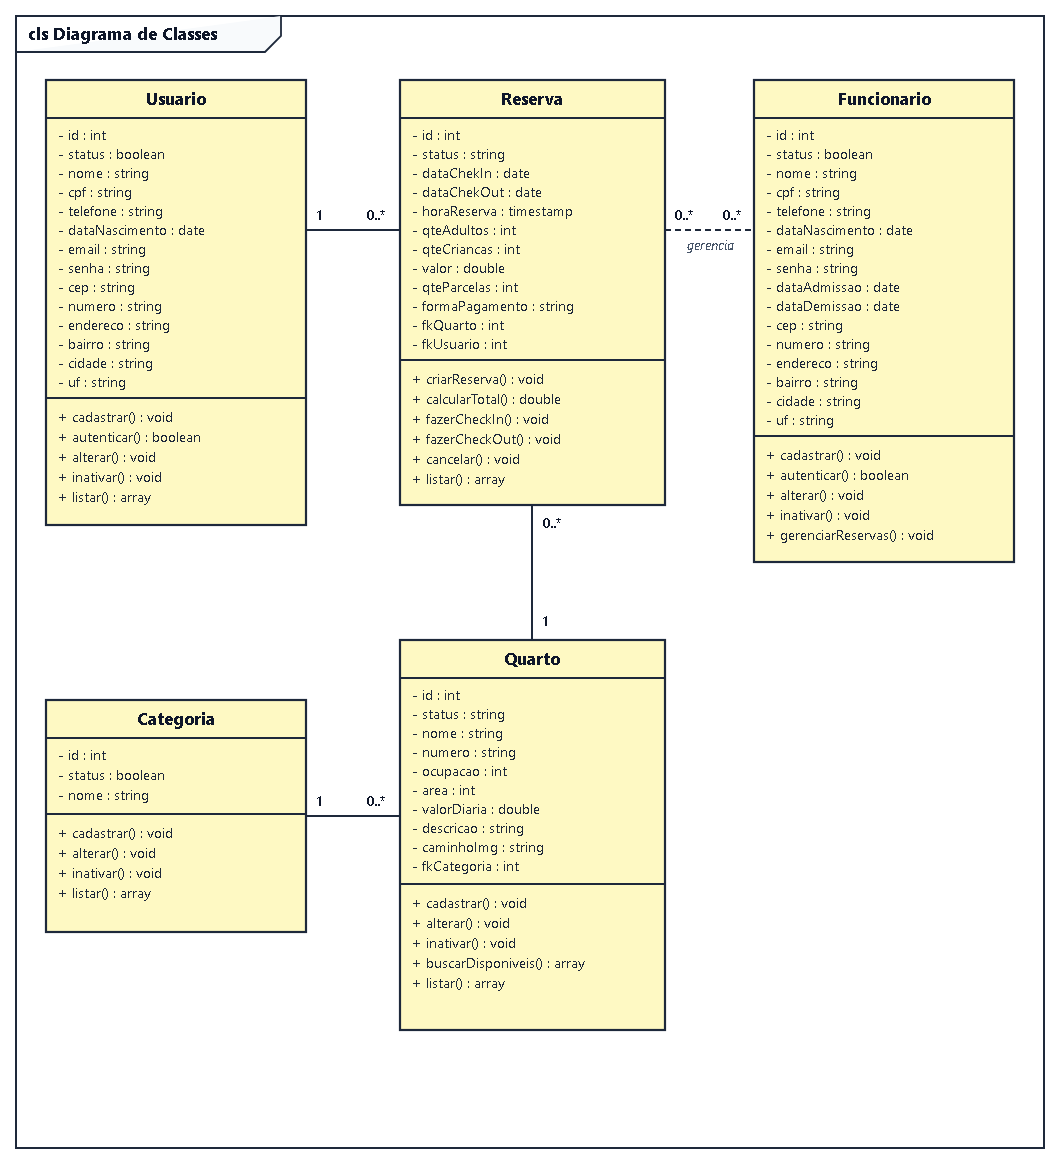 cls Diagrama de Classes
Usuario
- id : int
- status : boolean
- nome : string
- cpf : string
- telefone : string
- dataNascimento : date
- email : string
- senha : string
- cep : string
- numero : string
- endereco : string
- bairro : string
- cidade : string
- uf : string
+ cadastrar() : void
+ autenticar() : boolean
+ alterar() : void
+ inativar() : void
+ listar() : array
1
0..*
Reserva
- id : int
- status : string
- dataChekIn : date
- dataChekOut : date
- horaReserva : timestamp
- qteAdultos : int
- qteCriancas : int
- valor : double
- qteParcelas : int
- formaPagamento : string
- fkQuarto : int
- fkUsuario : int
+ criarReserva() : void
+ calcularTotal() : double
+ fazerCheckIn() : void
+ fazerCheckOut() : void
+ cancelar() : void
+ listar() : array
0..*
0..*
gerencia
Funcionario
- id : int
- status : boolean
- nome : string
- cpf : string
- telefone : string
- dataNascimento : date
- email : string
- senha : string
- dataAdmissao : date
- dataDemissao : date
- cep : string
- numero : string
- endereco : string
- bairro : string
- cidade : string
- uf : string
+ cadastrar() : void
+ autenticar() : boolean
+ alterar() : void
+ inativar() : void
+ gerenciarReservas() : void
0..*
1
Categoria
- id : int
- status : boolean
- nome : string
+ cadastrar() : void
+ alterar() : void
+ inativar() : void
+ listar() : array
1
0..*
Quarto
- id : int
- status : string
- nome : string
- numero : string
- ocupacao : int
- area : int
- valorDiaria : double
- descricao : string
- caminhoImg : string
- fkCategoria : int
+ cadastrar() : void
+ alterar() : void
+ inativar() : void
+ buscarDisponiveis() : array
+ listar() : array